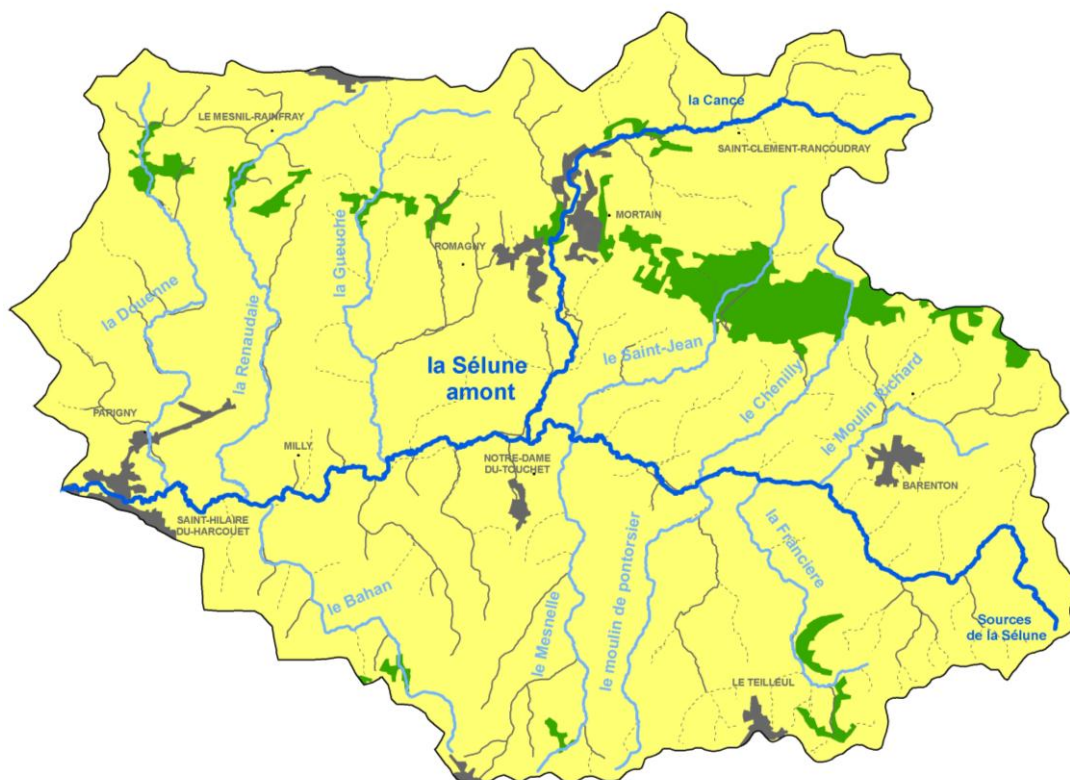 la Cance
LE MESNIL-RAINFRAY
SAINT-CLEMENT-RANCOUDRAY
MORTAIN
ROMAGNY
la Gueuche
la Douenne
la Renaudaie
le Saint-Jean
la Sélune
amont
le Chenilly
le Moulin Richard
PARIGNY
MILLY
NOTRE-DAME
DU-TOUCHET
BARENTON
SAINT-HILAIRE
DU-HARCOUET
la Francière
le Bahan
le Mesnelle
le moulin de pontorsier
Sources
de la Sélune
LE TEILLEUL